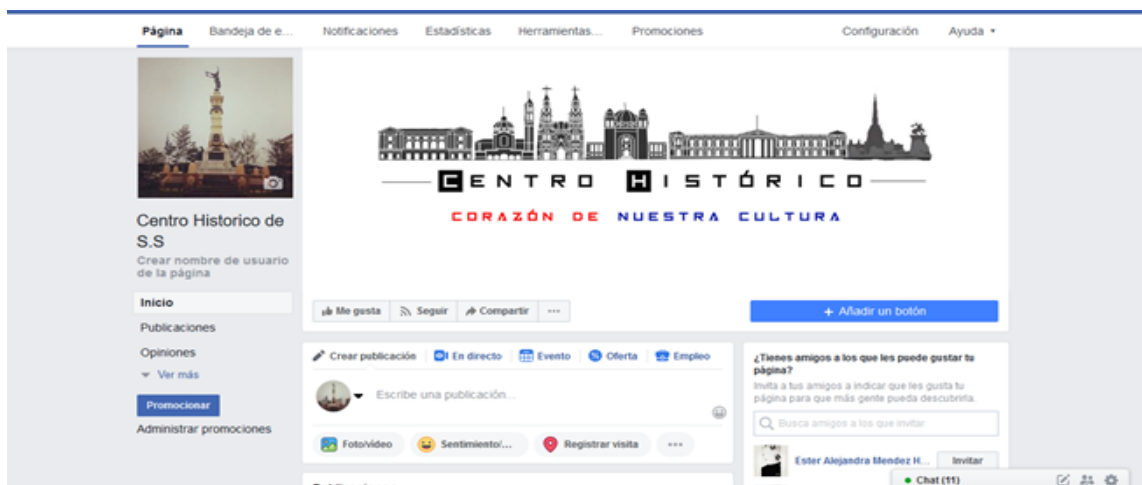 Página Bandeja de e... Notificaciones Estadísticas Herramientas... Promociones Configuración Ayuda
CENTRO HISTÓRICO
CORAZÓN DE NUESTRA CULTURA
Centro Historico de
S.S
Crear nombre de usuario
de la página
Inicio
Publicaciones
Opiniones
Ver más
Promocionar
Administrar promociones
Me gusta Seguir Compartir ...
+ Añadir un botón
Crear publicación En directo Evento Oferta Empleo
Escribe una publicación...
Foto/vídeo Sentimiento/... Registrar visita ...
¿Tienes amigos a los que les puede gustar tu
página?
Invita a tus amigos a indicar que les gusta tu
página para que más gente pueda descubrirla.
Busca amigos a los que invitar
Ester Alejandra Mendez H... Invitar
Chat (11)